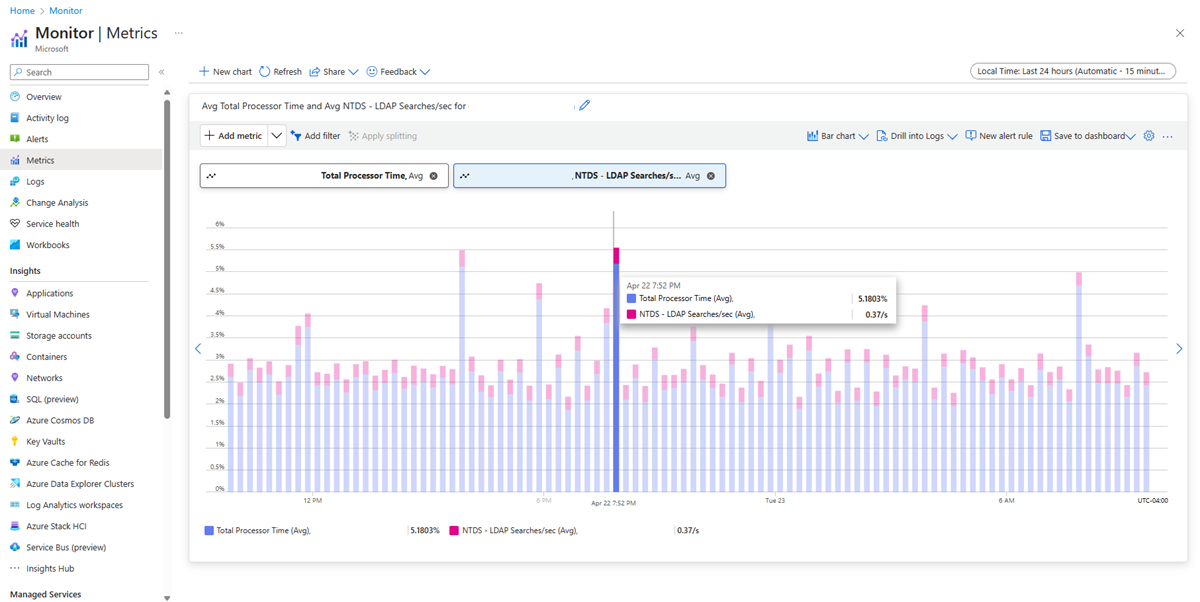 Home > Monitor
Monitor | Metrics ...
Microsoft
Search «
Overview
Activity log
Alerts
Metrics
Logs
Change Analysis
Service health
Workbooks
Insights
Applications
Virtual Machines
Storage accounts
Containers
Networks
SQL (preview)
Azure Cosmos DB
Key Vaults
Azure Cache for Redis
Azure Data Explorer Clusters
Log Analytics workspaces
Azure Stack HCI
Service Bus (preview)
Insights Hub
Managed Services
New chart Refresh Share Feedback
Local Time: Last 24 hours (Automatic - 15 minut...
Avg Total Processor Time and Avg NTDS - LDAP Searches/sec for
Add metric Add filter Apply splitting
Bar chart Drill into Logs New alert rule Save to dashboard ...
Total Processor Time, Avg
, NTDS - LDAP Searches/s... Avg
6%
5.5%
5%
4.5%
4%
3.5%
3%
2.5%
2%
1.5%
1%
0.5%
0%
Apr 22 7:52 PM
Total Processor Time (Avg), 5.1803%
NTDS - LDAP Searches/sec (Avg), 0.37/s
12 PM 6 PM Apr 22 7:52 PM Tue 23 6 AM UTC-04:00
Total Processor Time (Avg), 5.1803% NTDS - LDAP Searches/sec (Avg), 0.37/s